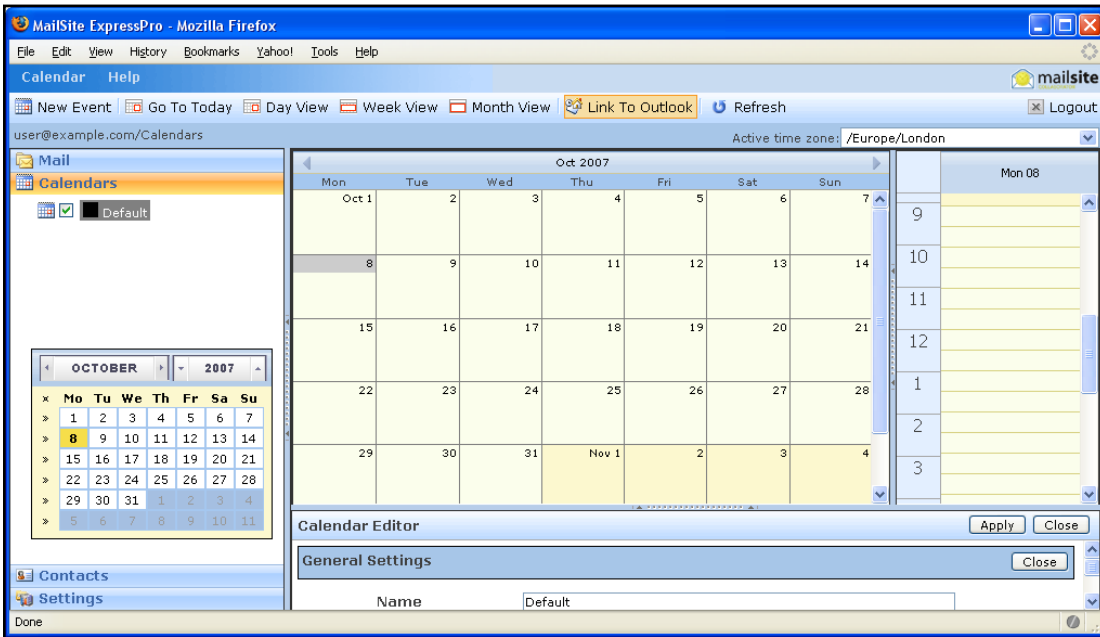 MailSite ExpressPro - Mozilla Firefox
File Edit View History Bookmarks Yahoo! Tools Help
Calendar Help mailsite
New Event Go To Today Day View Week View Month View Link To Outlook Refresh Logout
user@example.com/Calendars
Active time zone: /Europe/London
Mail
Calendars
Default
OCTOBER 2007
x Mo Tu We Th Fr Sa Su
» 1 2 3 4 5 6 7
» 8 9 10 11 12 13 14
» 15 16 17 18 19 20 21
» 22 23 24 25 26 27 28
» 29 30 31 1 2 3 4
» 5 6 7 8 9 10 11
Contacts
Settings
Oct 2007
Mon Tue Wed Thu Fri Sat Sun
Oct 1 2 3 4 5 6 7
8 9 10 11 12 13 14
15 16 17 18 19 20 21
22 23 24 25 26 27 28
29 30 31 Nov 1 2 3 4
Mon 08
9
10
11
12
1
2
3
Calendar Editor Apply Close
General Settings Close
Name Default
Done